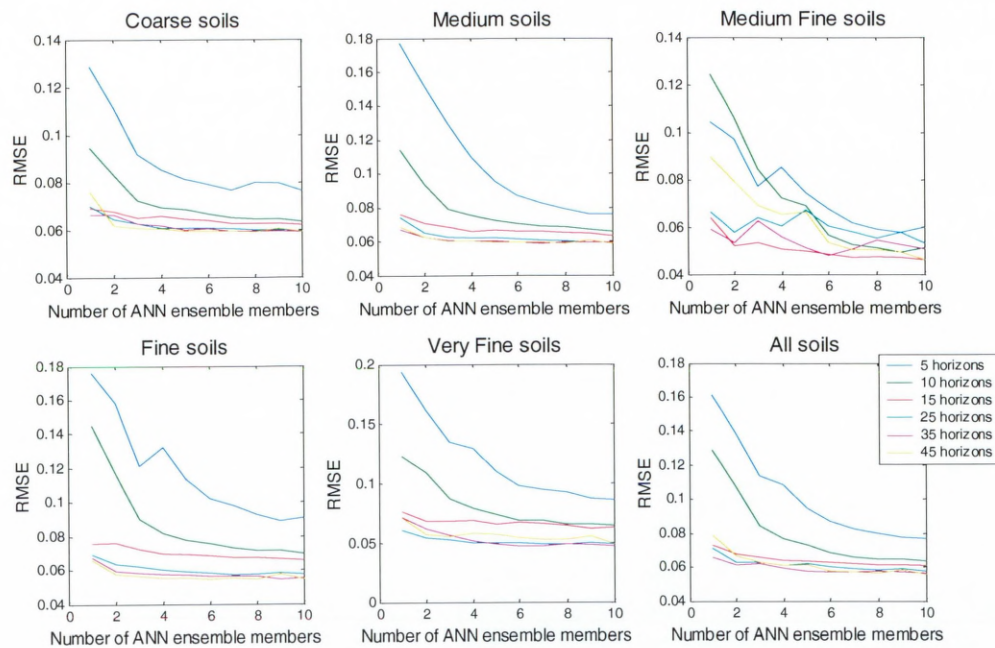 Coarse soils
0.14
0.12
0.1
0.08
0.06
0.04
RMSE
0 2 4 6 8 10
Number of ANN ensemble members
Medium soils
0.18
0.16
0.14
0.12
0.1
0.08
0.06
0.04
RMSE
0 2 4 6 8 10
Number of ANN ensemble members
Medium Fine soils
0.14
0.12
0.1
0.08
0.06
0.04
RMSE
0 2 4 6 8 10
Number of ANN ensemble members
Fine soils
0.18
0.16
0.14
0.12
0.1
0.08
0.06
0.04
RMSE
0 2 4 6 8 10
Number of ANN ensemble members
Very Fine soils
0.2
0.15
0.1
0.05
0
RMSE
0 2 4 6 8 10
Number of ANN ensemble members
All soils
0.18
0.16
0.14
0.12
0.1
0.08
0.06
0.04
RMSE
0 2 4 6 8 10
Number of ANN ensemble members
5 horizons
10 horizons
15 horizons
25 horizons
35 horizons
45 horizons